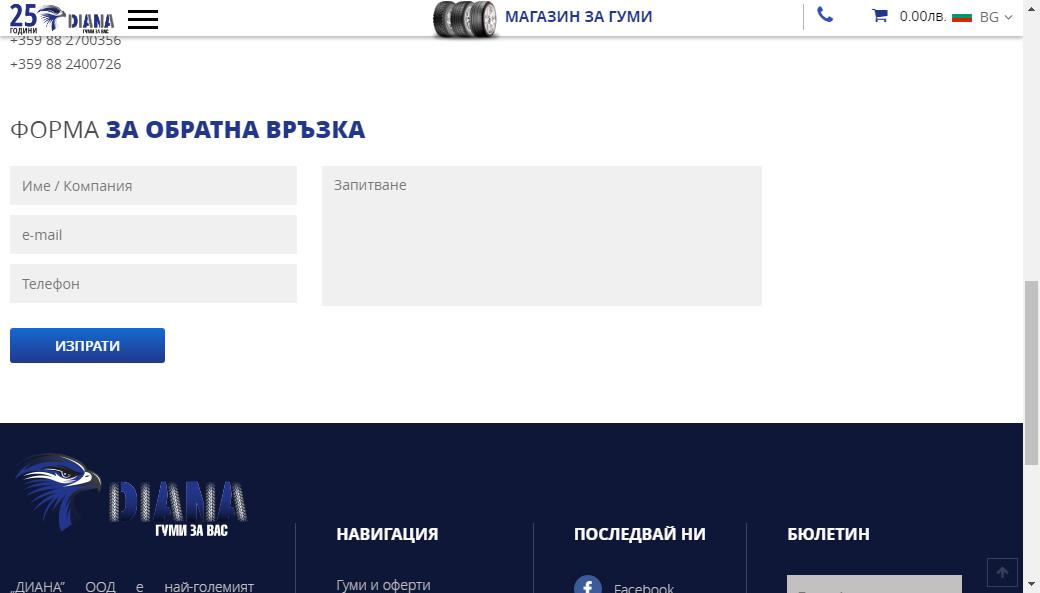 25
ГОДИНИ
DIANA
ГУМИ ЗА ВАС
МАГАЗИН ЗА ГУМИ
0.00лв.
BG
+359 88 2700356
+359 88 2400726
ФОРМА ЗА ОБРАТНА ВРЪЗКА
Име / Компания
Запитване
e-mail
Телефон
ИЗПРАТИ
DIANA
ГУМИ ЗА ВАС
НАВИГАЦИЯ
ПОСЛЕДВАЙ НИ
БЮЛЕТИН
„ДИАНА” ООД е най-големият
Гуми и оферти
Facebook